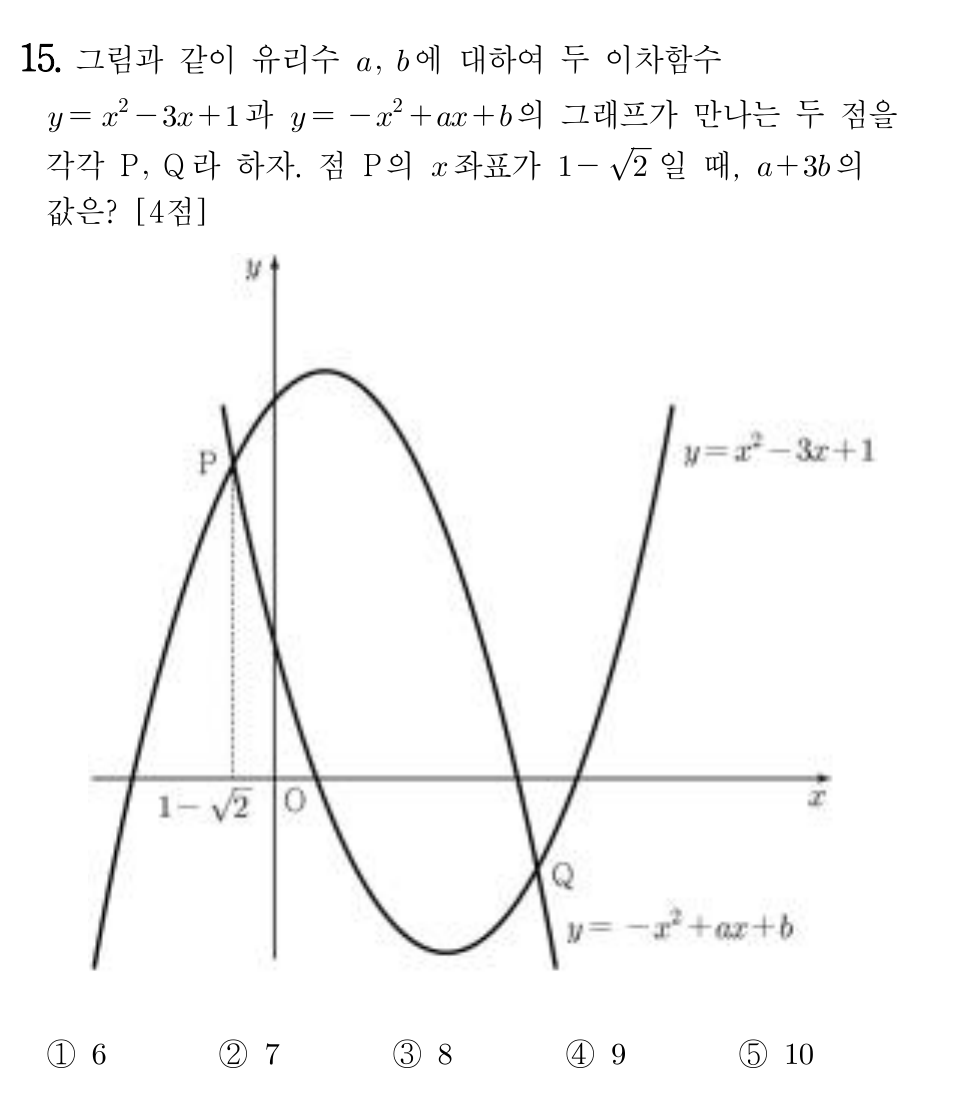 15. 그림과 같이 유리수 a, b에 대하여 두 이차함수
y = x² − 3x + 1과 y = −x² + ax + b의 그래프가 만나는 두 점을
각각 P, Q라 하자. 점 P의 x좌표가 1 − √2 일 때, a + 3b의
값은? [4점]
y
P
y = x² − 3x + 1
1 − √2
O
x
Q
y = −x² + ax + b
① 6 ② 7 ③ 8 ④ 9 ⑤ 10